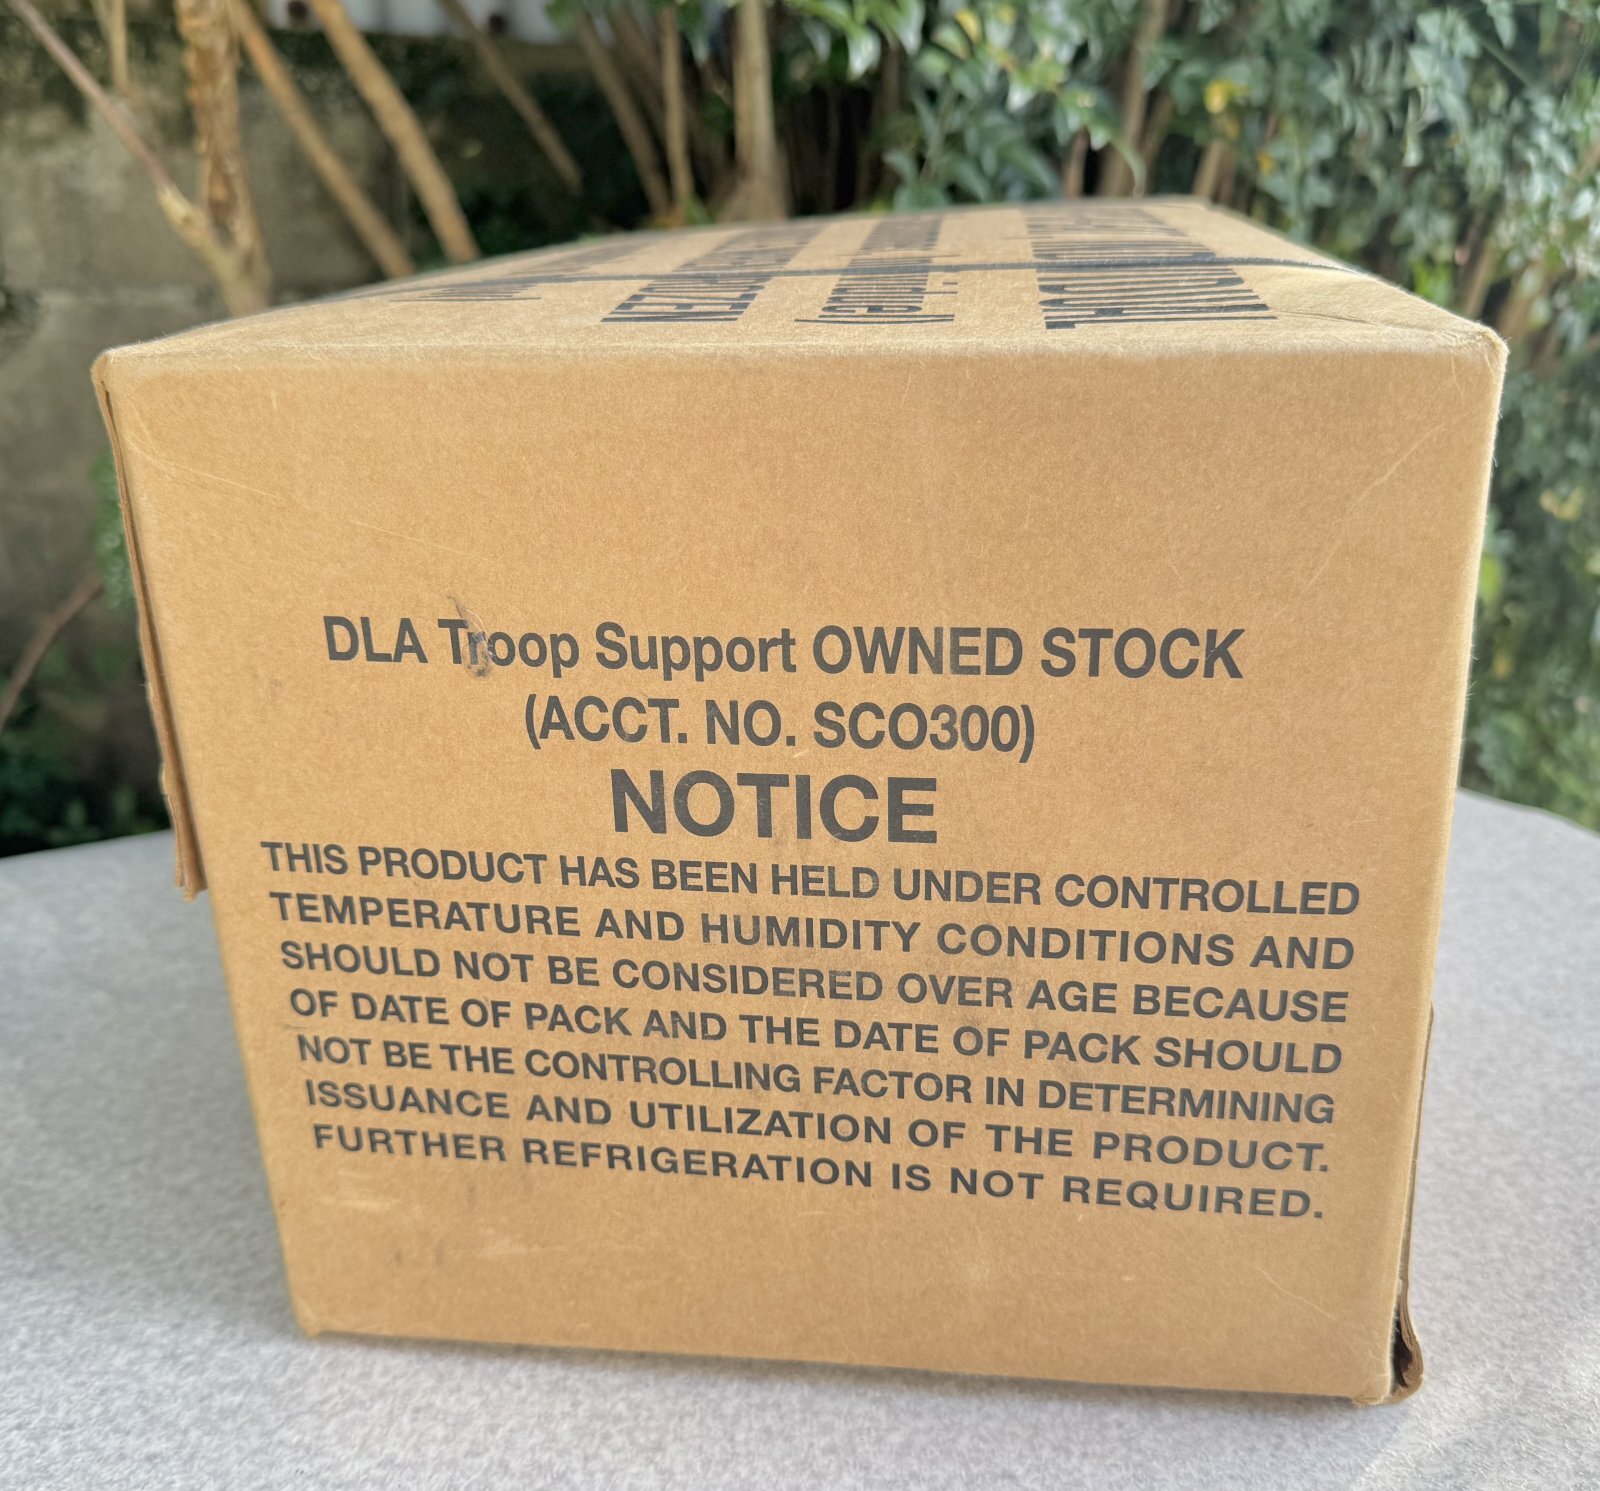 DLA Troop Support OWNED STOCK
(ACCT. NO. SCO300)
NOTICE
THIS PRODUCT HAS BEEN HELD UNDER CONTROLLED
TEMPERATURE AND HUMIDITY CONDITIONS AND
SHOULD NOT BE CONSIDERED OVER AGE BECAUSE
OF DATE OF PACK AND THE DATE OF PACK SHOULD
NOT BE THE CONTROLLING FACTOR IN DETERMINING
ISSUANCE AND UTILIZATION OF THE PRODUCT.
FURTHER REFRIGERATION IS NOT REQUIRED.